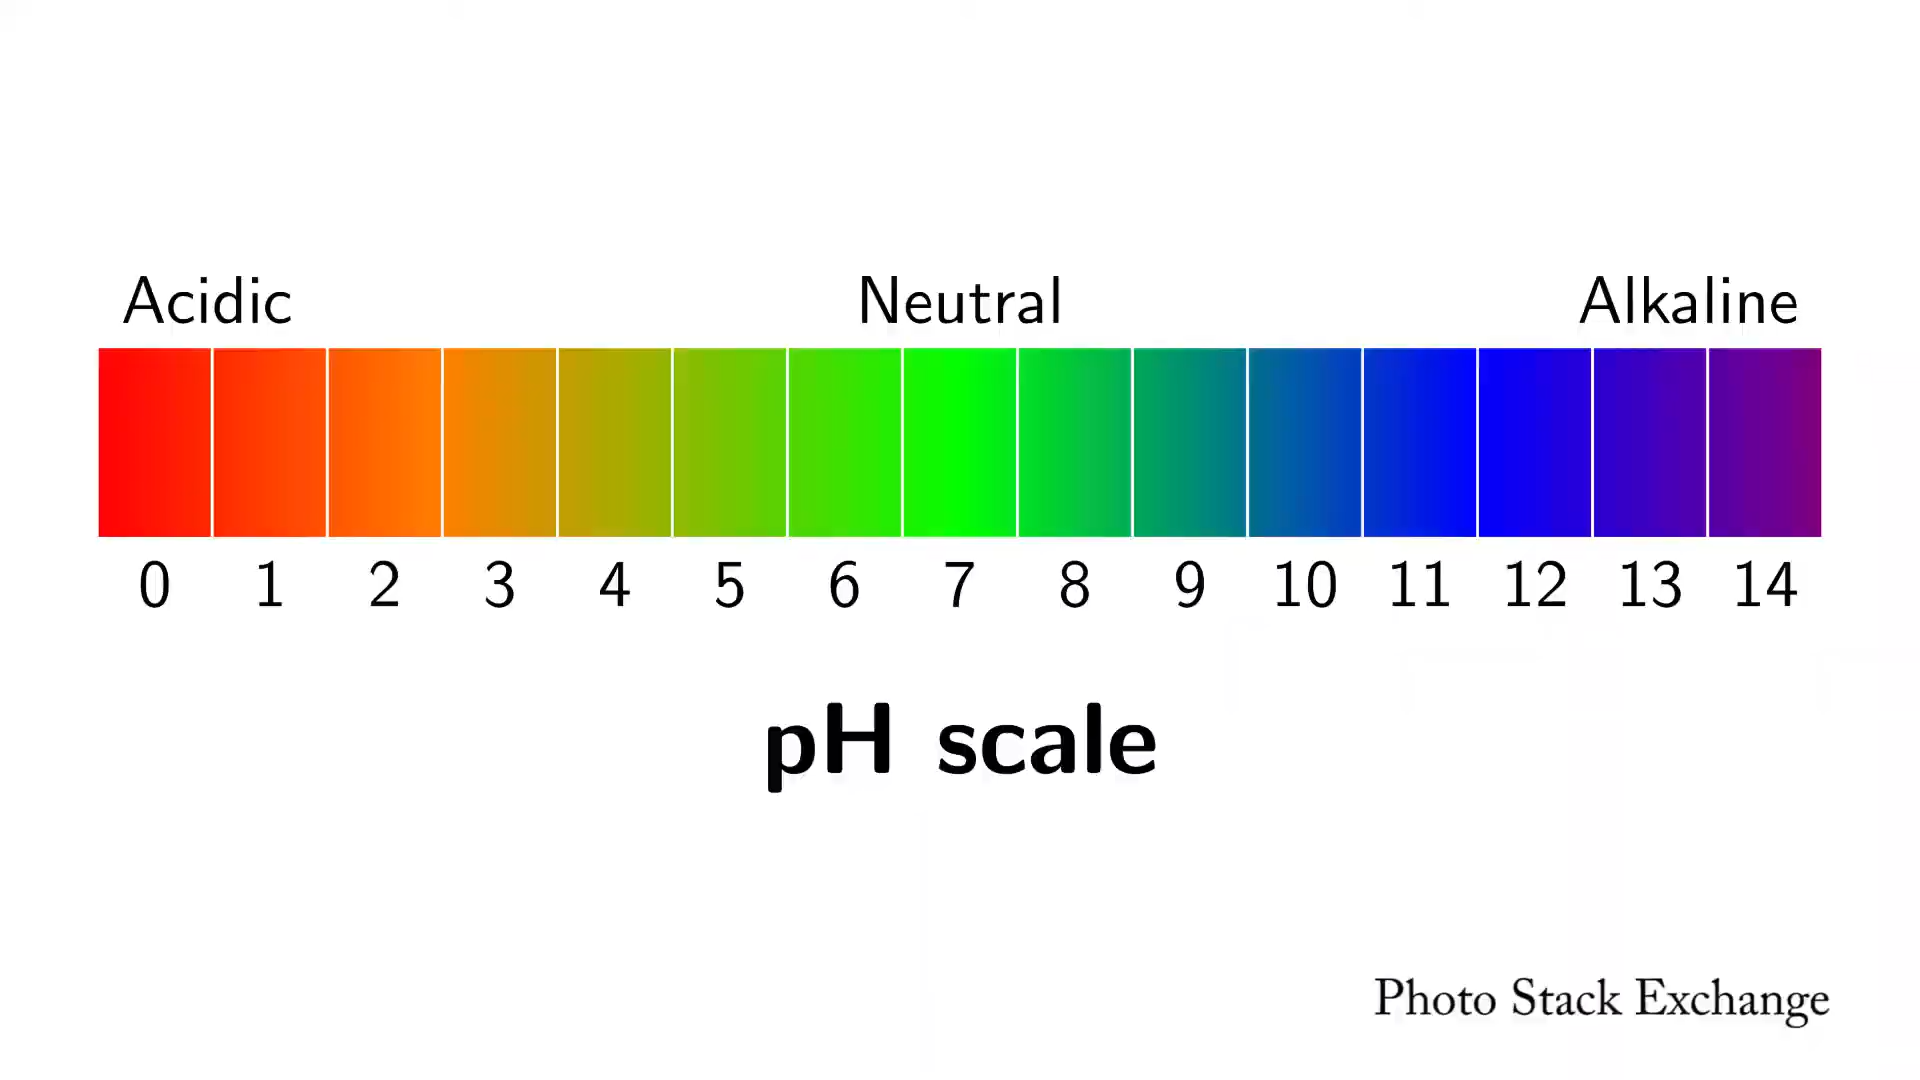 Acidic Neutral Alkaline
0 1 2 3 4 5 6 7 8 9 10 11 12 13 14
pH scale
Photo Stack Exchange